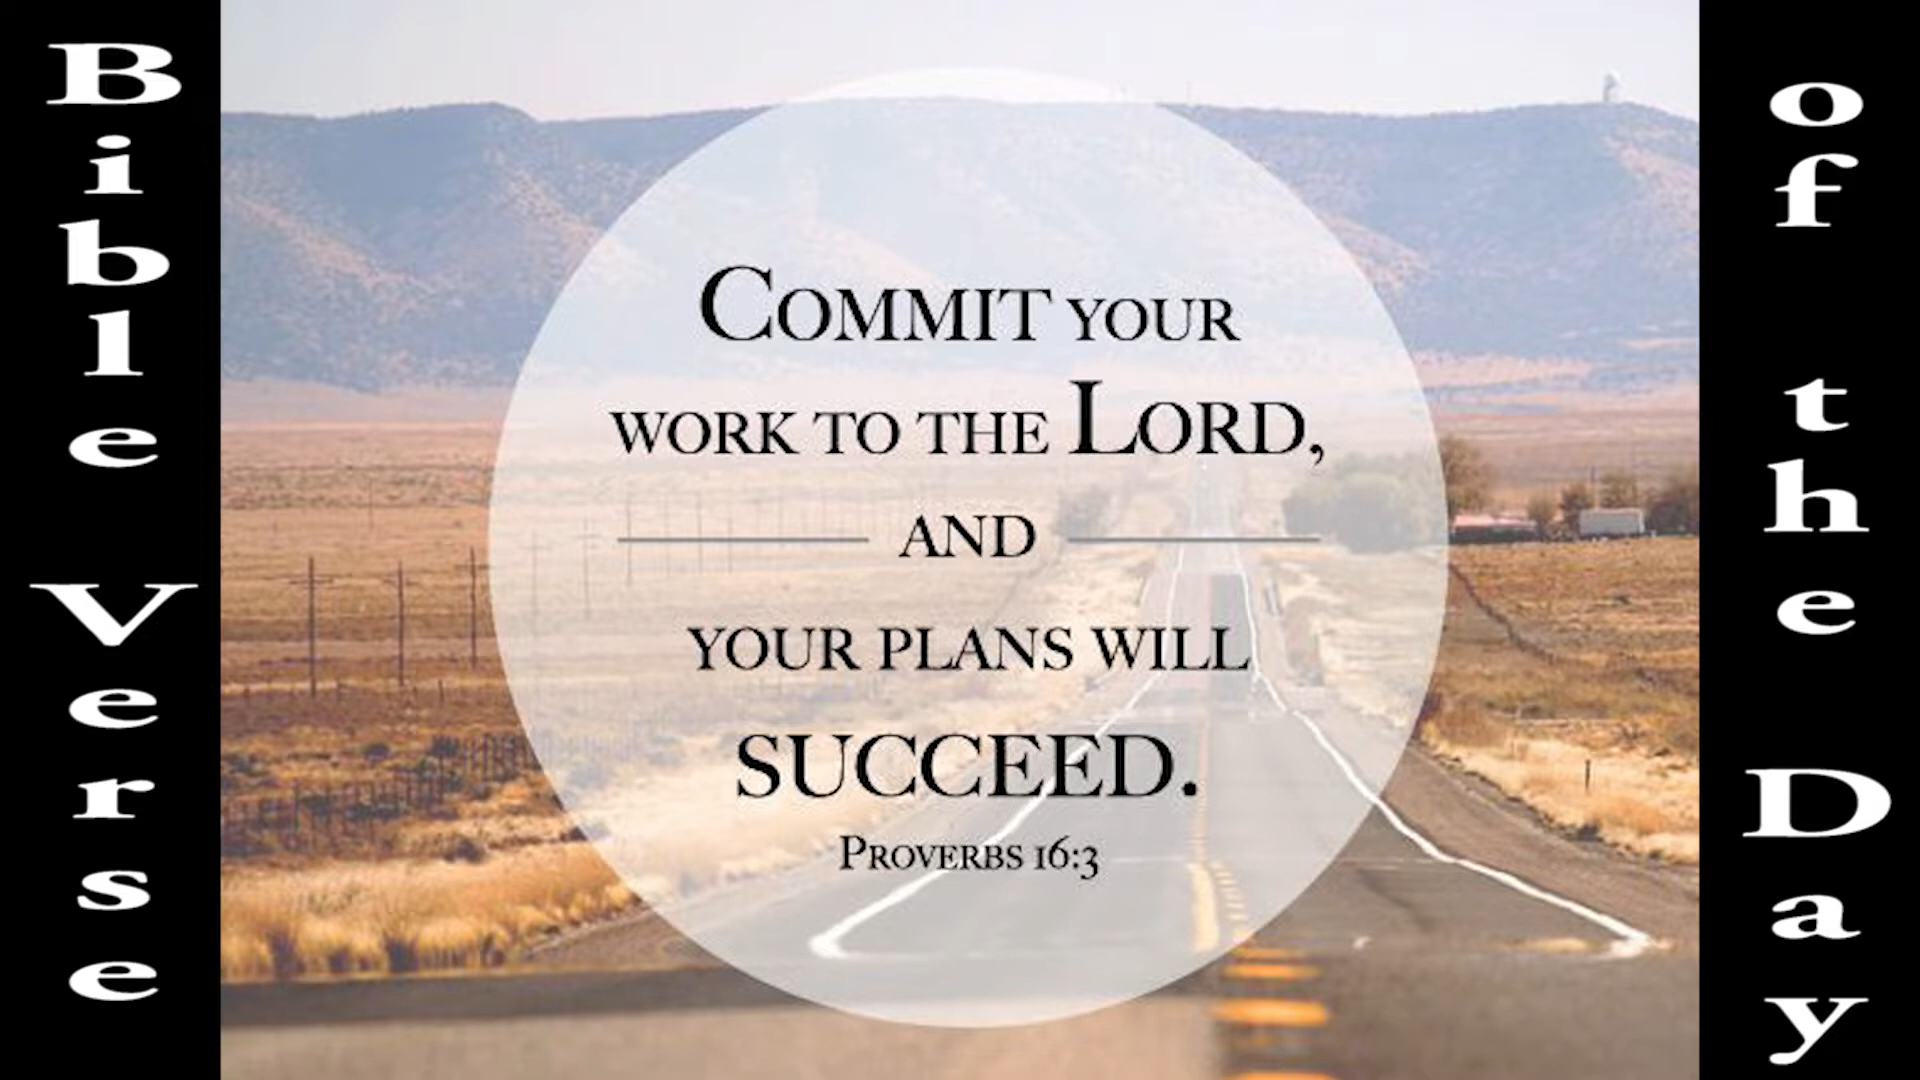 Bible Verse
COMMIT YOUR
WORK TO THE LORD,
AND
YOUR PLANS WILL
SUCCEED.
PROVERBS 16:3
of the Day